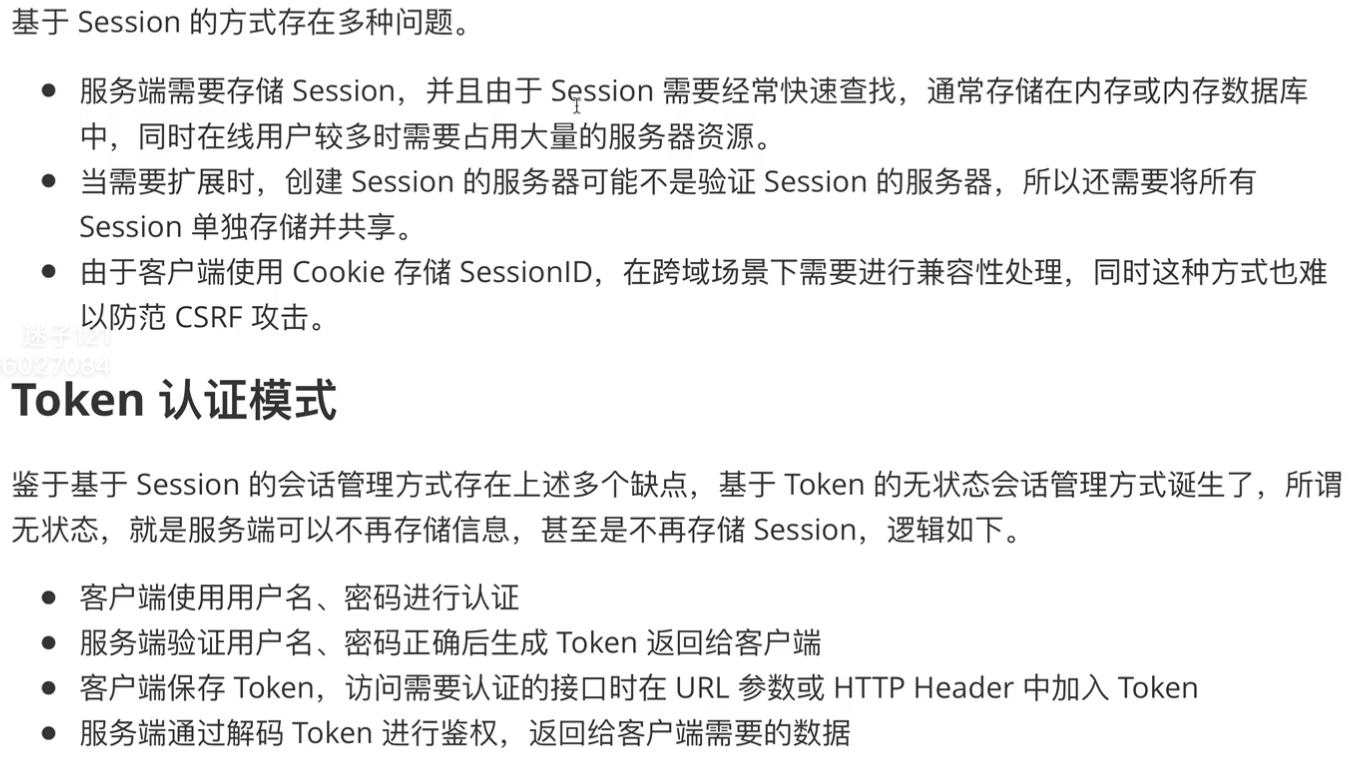 基于 Session 的方式存在多种问题。
● 服务端需要存储 Session，并且由于 Session 需要经常快速查找，通常存储在内存或内存数据库
中，同时在线用户较多时需要占用大量的服务器资源。
● 当需要扩展时，创建 Session 的服务器可能不是验证 Session 的服务器，所以还需要将所有
Session 单独存储并共享。
● 由于客户端使用 Cookie 存储 SessionID，在跨域场景下需要进行兼容性处理，同时这种方式也难
以防范 CSRF 攻击。
迷子121
6027084
Token 认证模式
鉴于基于 Session 的会话管理方式存在上述多个缺点，基于 Token 的无状态会话管理方式诞生了，所谓
无状态，就是服务端可以不再存储信息，甚至是不再存储 Session，逻辑如下。
● 客户端使用用户名、密码进行认证
● 服务端验证用户名、密码正确后生成 Token 返回给客户端
● 客户端保存 Token，访问需要认证的接口时在 URL 参数或 HTTP Header 中加入 Token
● 服务端通过解码 Token 进行鉴权，返回给客户端需要的数据